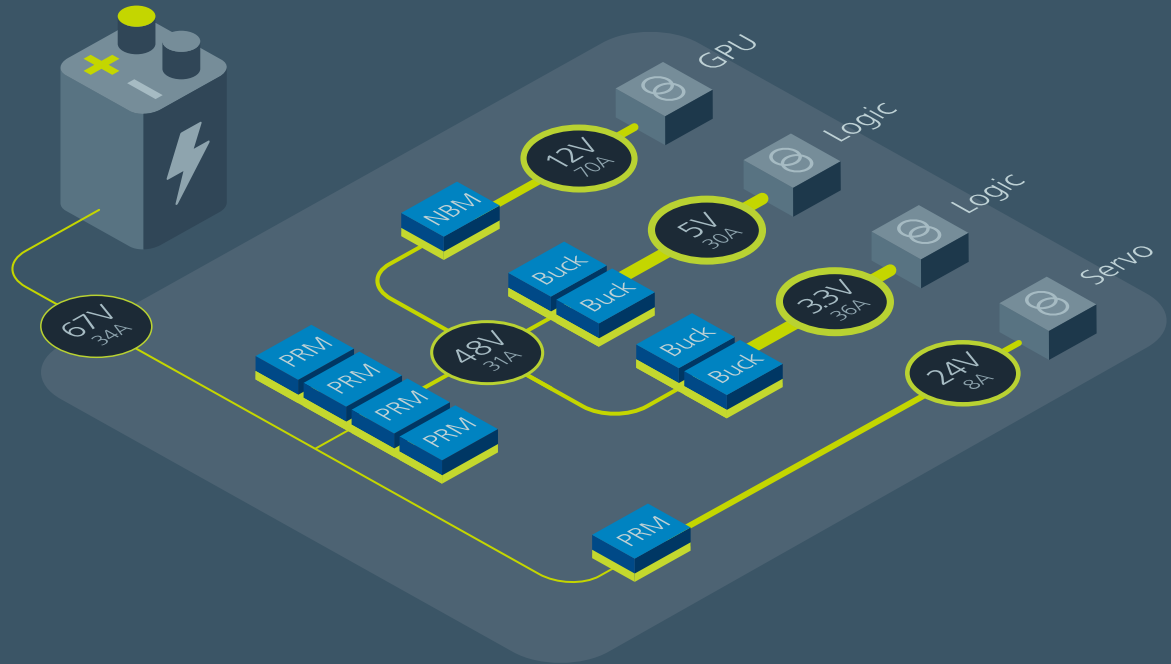 GPU
12V
70A
Logic
NBM
5V
30A
Logic
Buck
Buck
3.3V
36A
Servo
67V
34A
48V
31A
Buck
Buck
24V
8A
PRM
PRM
PRM
PRM
PRM